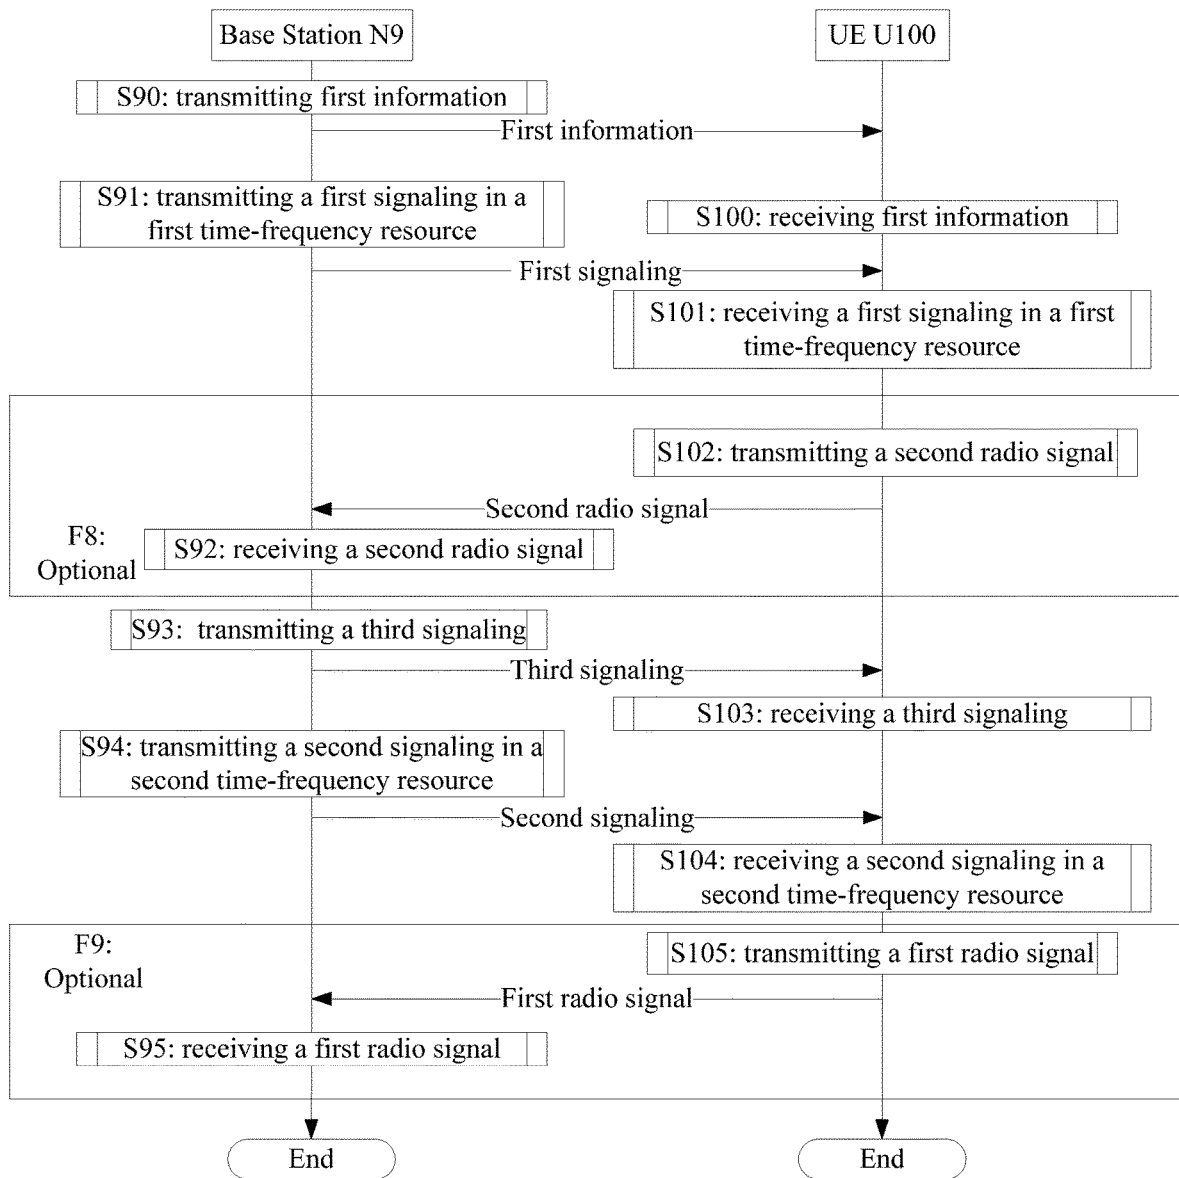 Base Station N9
UE U100
S90: transmitting first information
First information
S91: transmitting a first signaling in a
first time-frequency resource
S100: receiving first information
First signaling
S101: receiving a first signaling in a first
time-frequency resource
S102: transmitting a second radio signal
Second radio signal
F8:
Optional
S92: receiving a second radio signal
S93: transmitting a third signaling
Third signaling
S103: receiving a third signaling
S94: transmitting a second signaling in a
second time-frequency resource
Second signaling
S104: receiving a second signaling in a
second time-frequency resource
F9:
Optional
S105: transmitting a first radio signal
First radio signal
S95: receiving a first radio signal
End
End